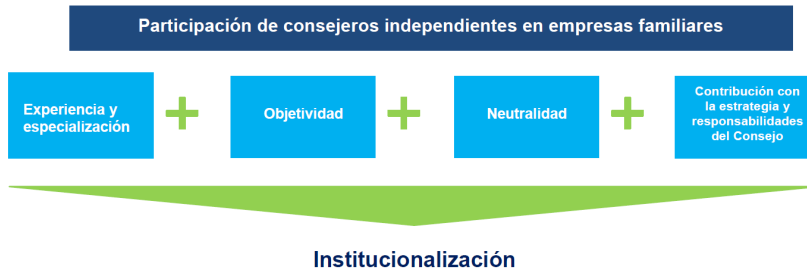 Participación de consejeros independientes en empresas familiares
Experiencia y
especialización
Objetividad
Neutralidad
Contribución con
la estrategia y
responsabilidades
del Consejo
Institucionalización